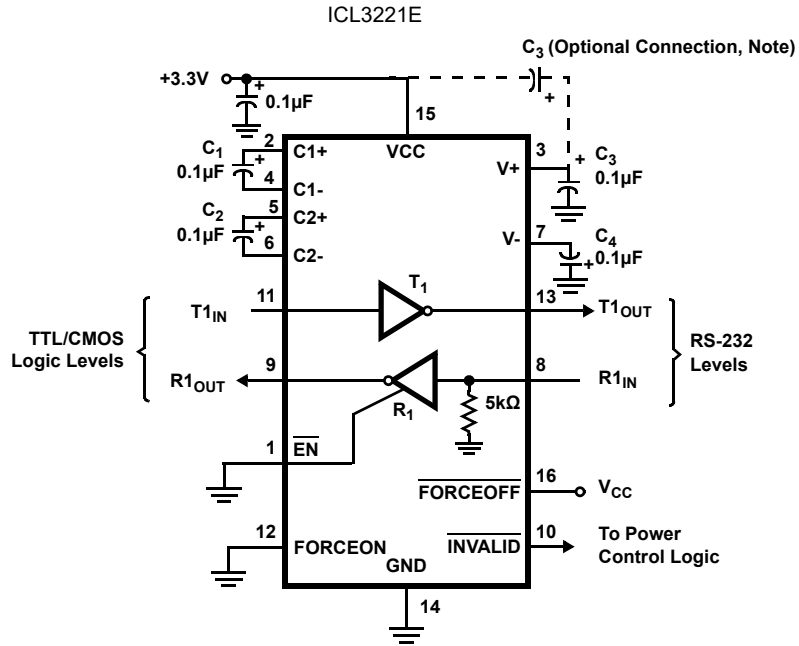 ICL3221E
C3 (Optional Connection, Note)
+3.3V
+
0.1µF
+
15
2
C1+
VCC
3
C1
0.1µF
+
4
C1-
V+
+
C3
0.1µF
5
C2+
C2
0.1µF
+
6
C2-
7
V-
C4
0.1µF
+
T1
11
T1IN
13
T1OUT
TTL/CMOS
Logic Levels
RS-232
Levels
9
R1OUT
R1
5kΩ
8
R1IN
1
EN
16
FORCEOFF
VCC
12
FORCEON
10
INVALID
To Power
Control Logic
GND
14